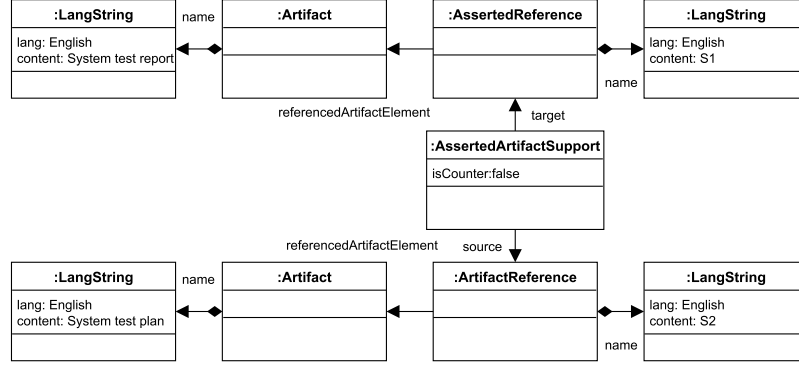 :LangString
name
:Artifact
:AssertedReference
:LangString
lang: English
content: System test report
lang: English
content: S1
name
referencedArtifactElement
target
:AssertedArtifactSupport
isCounter:false
referencedArtifactElement
source
:LangString
name
:Artifact
:ArtifactReference
:LangString
lang: English
content: System test plan
lang: English
content: S2
name